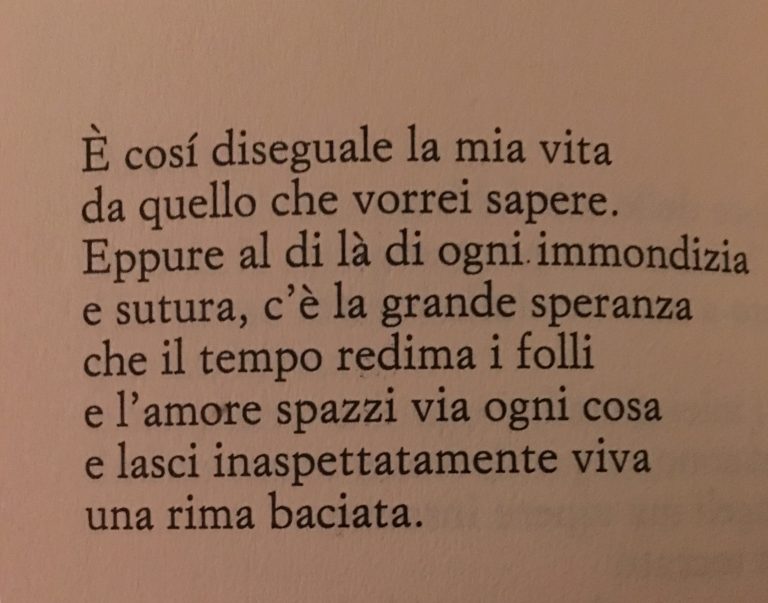 È cosí diseguale la mia vita
da quello che vorrei sapere.
Eppure al di là di ogni immondizia
e sutura, c’è la grande speranza
che il tempo redima i folli
e l’amore spazzi via ogni cosa
e lasci inaspettatamente viva
una rima baciata.